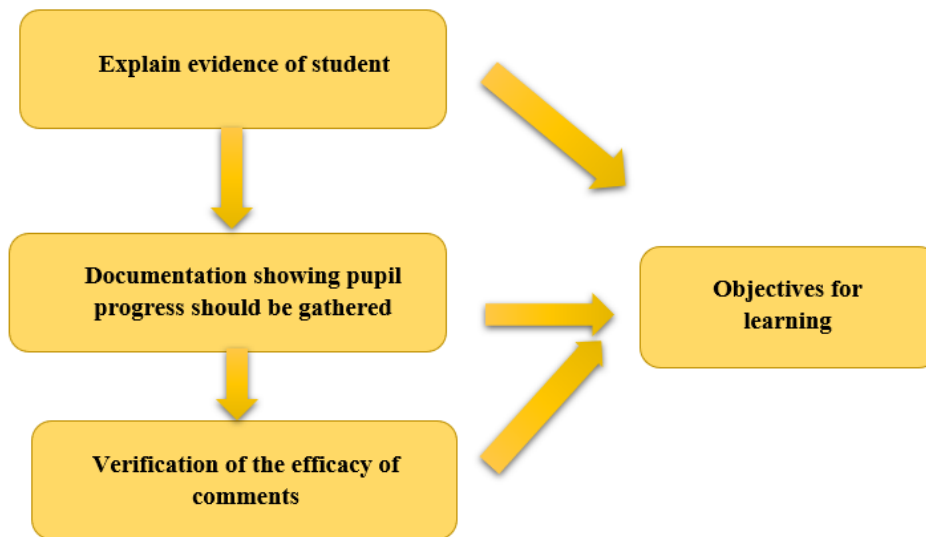 Explain evidence of student
Documentation showing pupil
progress should be gathered
Objectives for
learning
Verification of the efficacy of
comments